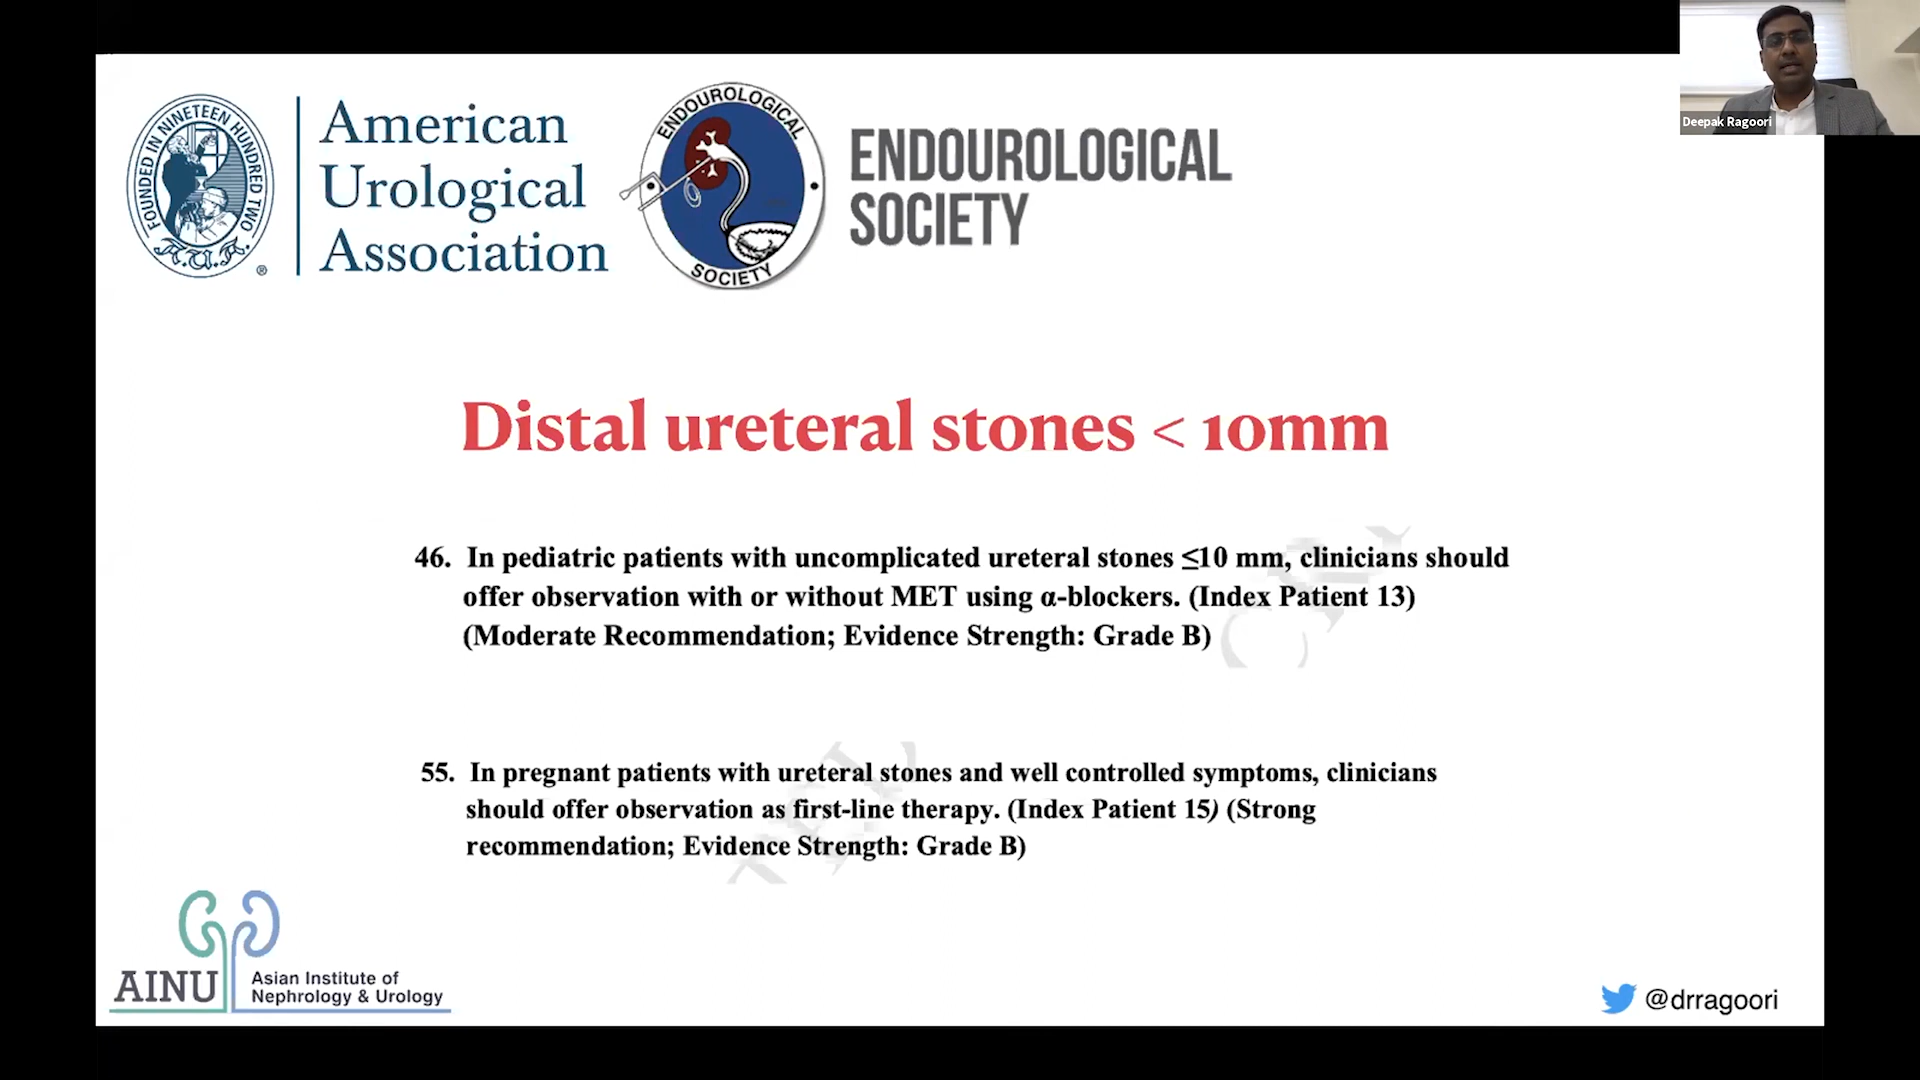 FOUNDED IN NINETEEN HUNDRED TWO
A.U.A.
®
American
Urological
Association
ENDOUROLOGICAL
SOCIETY
ENDOUROLOGICAL
SOCIETY
Deepak Ragoori
Distal ureteral stones < 10mm
46. In pediatric patients with uncomplicated ureteral stones ≤10 mm, clinicians should
offer observation with or without MET using α-blockers. (Index Patient 13)
(Moderate Recommendation; Evidence Strength: Grade B)
55. In pregnant patients with ureteral stones and well controlled symptoms, clinicians
should offer observation as first-line therapy. (Index Patient 15) (Strong
recommendation; Evidence Strength: Grade B)
AINU
Asian Institute of
Nephrology & Urology
@drragoori